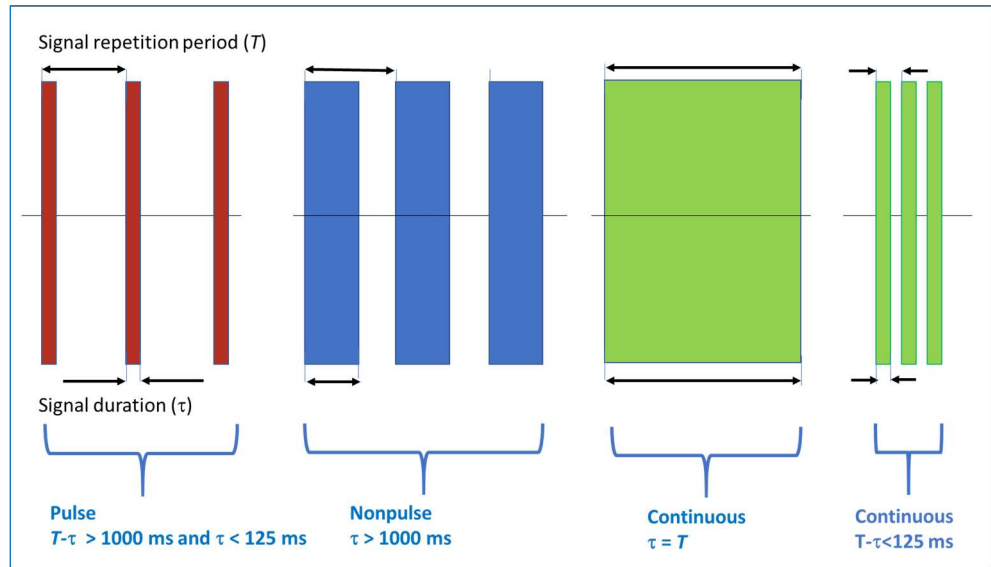 Signal repetition period (T)
Signal duration (τ)
Pulse
T-τ > 1000 ms and τ < 125 ms
Nonpulse
τ > 1000 ms
Continuous
τ = T
Continuous
T-τ<125 ms